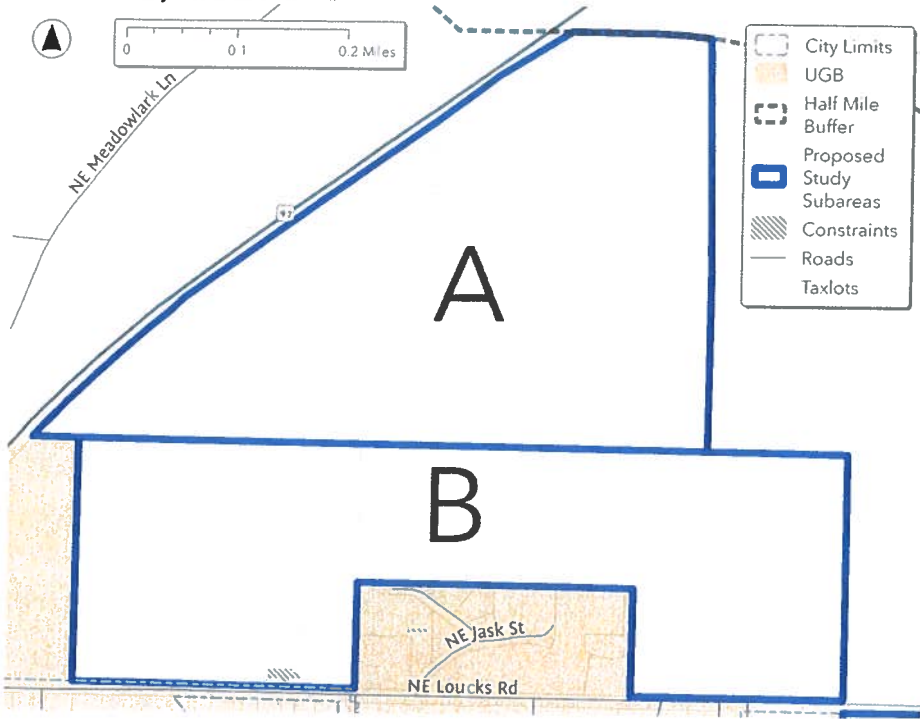 0 0.1 0.2 Miles
City Limits
UGB
Half Mile
Buffer
Proposed
Study
Subareas
Constraints
Roads
Taxlots
NE Meadowlark Ln
97
A
B
NE Jask St
NE Loucks Rd